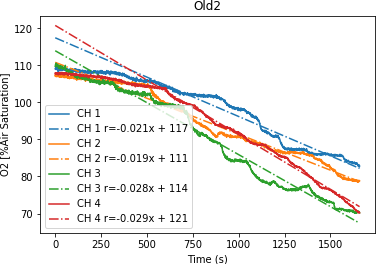 Old2
120
110
100
90
80
70
O2 [%Air Saturation]
CH 1
CH 1 r=-0.021x + 117
CH 2
CH 2 r=-0.019x + 111
CH 3
CH 3 r=-0.028x + 114
CH 4
CH 4 r=-0.029x + 121
0 250 500 750 1000 1250 1500
Time (s)